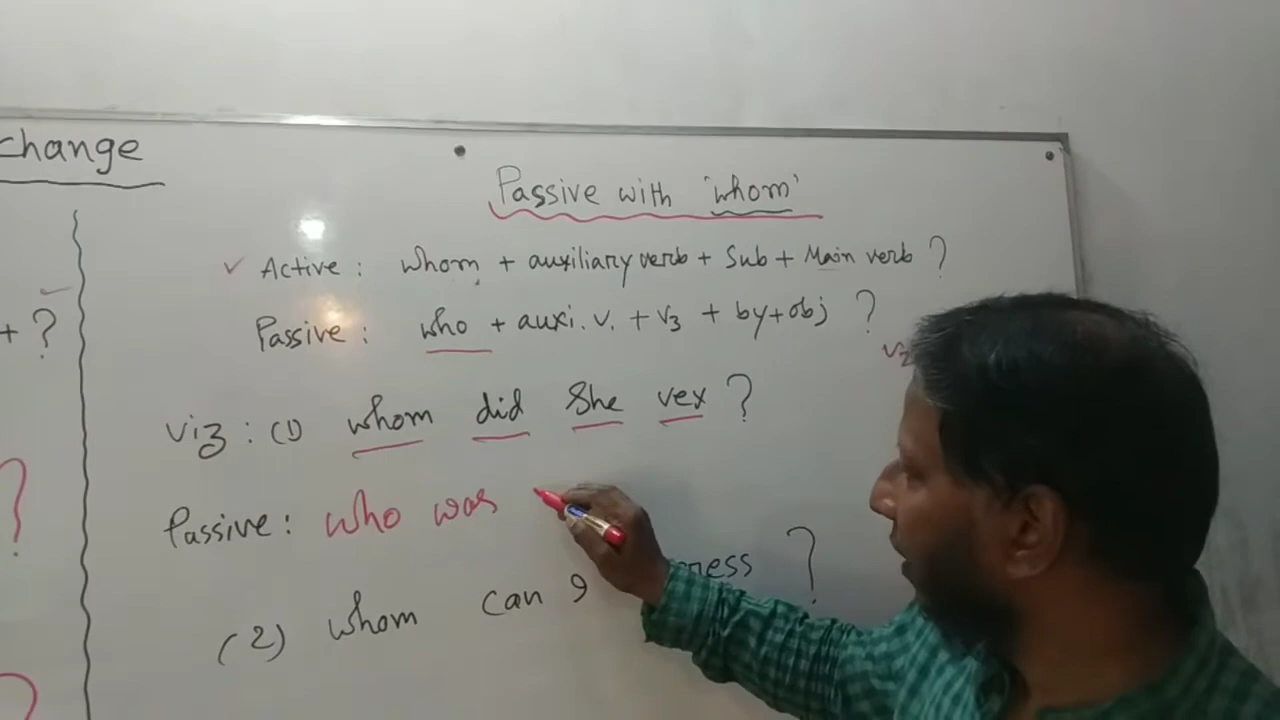 change
Passive with 'whom'
Active : whom + auxiliary verb + Sub + Main verb ?
+ ?
Passive : who + auxi. v. + v3 + by + obj ?
viz : (1) whom did She vex ?
?
Passive : who was
(2) whom can ress ?
?